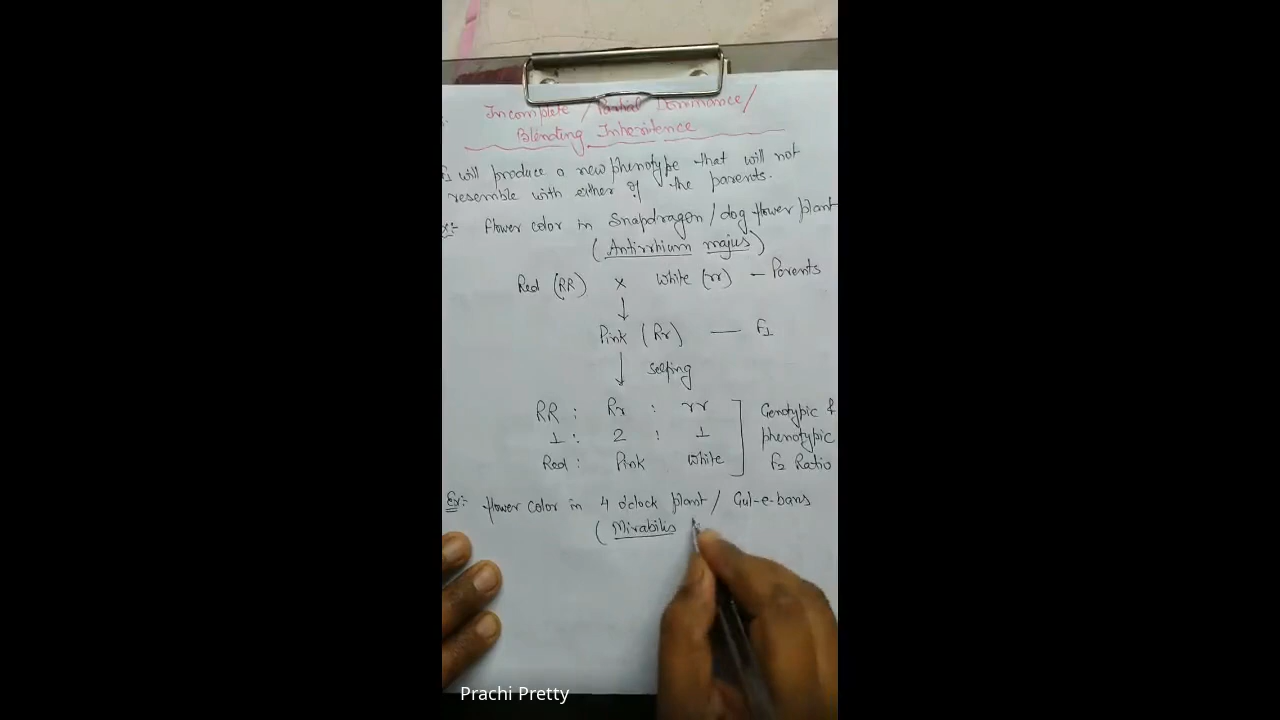 Incomplete / Partial Dominance /
Blending Inheritence
F1 will produce a new phenotype that will not
resemble with either of the parents.
Ex:- flower color in Snapdragon / dog flower plant
(Antirrhium majus)
Red (RR) x White (rr) - Parents
Pink (Rr) — F1
selfing
RR : Rr : rr
1 : 2 : 1
Red : Pink White
Genotypic &
phenotypic
F2 Ratio
Ex:- flower color in 4 o'clock plant / Gul-e-bans
(Mirabilis
Prachi Pretty